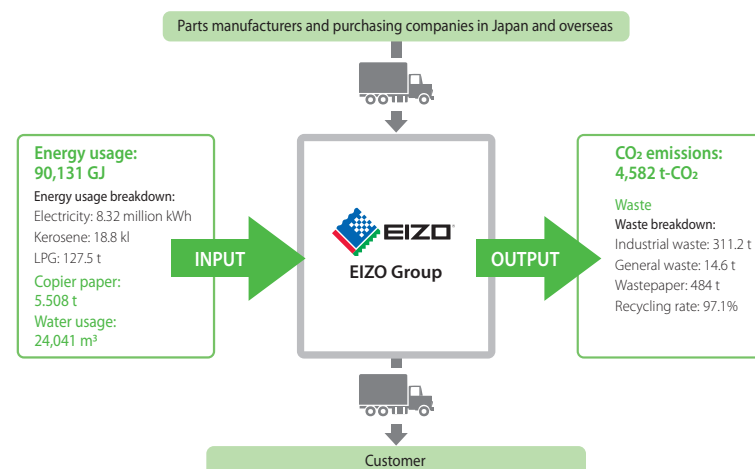 Parts manufacturers and purchasing companies in Japan and overseas
Energy usage:
90,131 GJ
Energy usage breakdown:
Electricity: 8.32 million kWh
Kerosene: 18.8 kl
LPG: 127.5 t
Copier paper:
5.508 t
Water usage:
24,041 m³
INPUT
EIZO
EIZO Group
OUTPUT
CO₂ emissions:
4,582 t-CO₂
Waste
Waste breakdown:
Industrial waste: 311.2 t
General waste: 14.6 t
Wastepaper: 484 t
Recycling rate: 97.1%
Customer